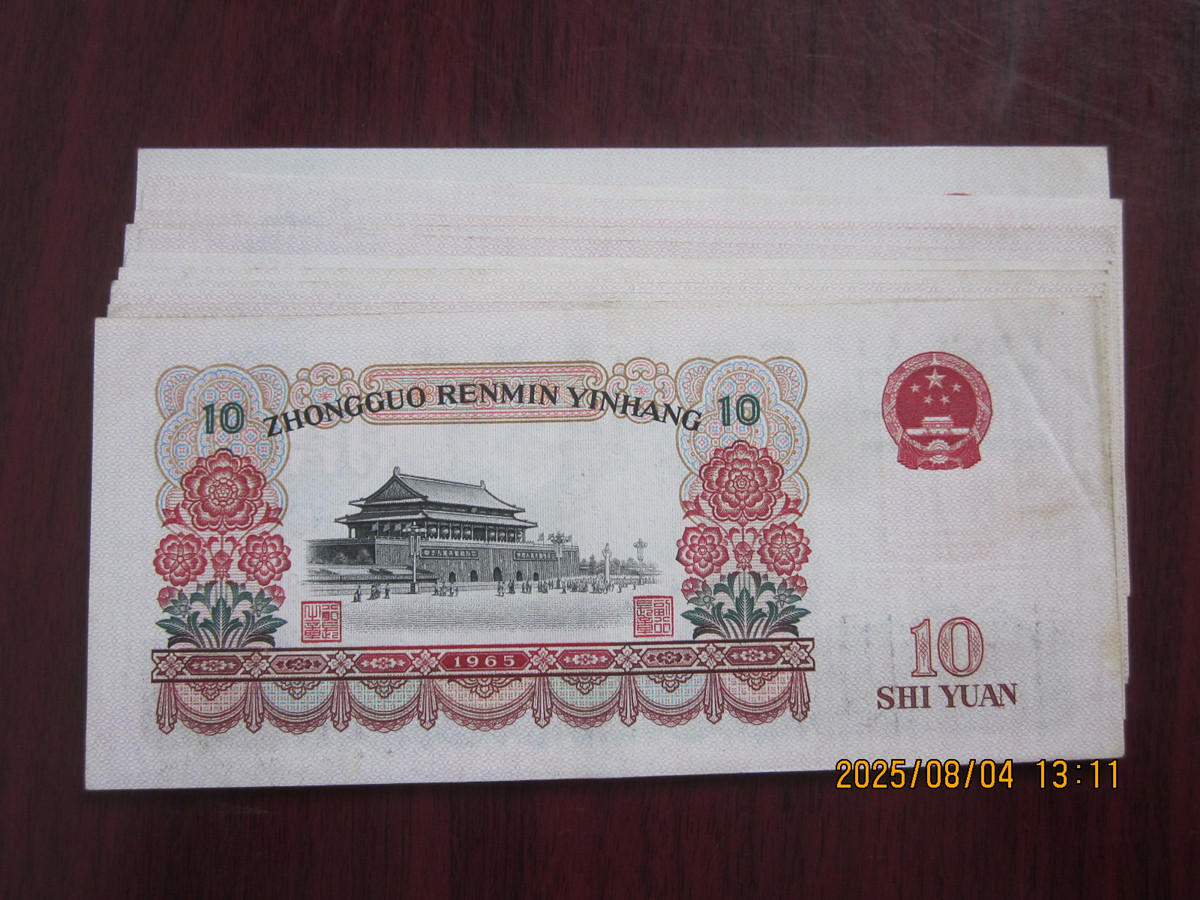 10 ZHONGGUO RENMIN YINHANG 10
1965
10
SHI YUAN
2025/08/04 13:11